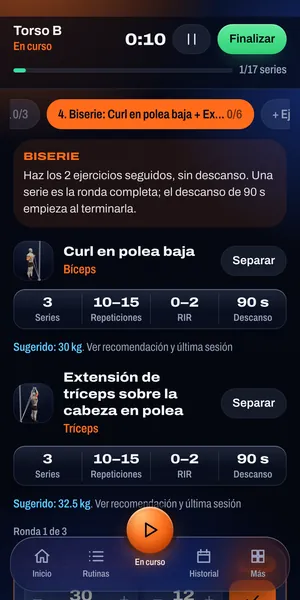 Torso B
En curso
0:10
Finalizar
1/17 series
0/3
4. Biserie: Curl en polea baja + Ex... 0/6
+ Ej
BISERIE
Haz los 2 ejercicios seguidos, sin descanso. Una
serie es la ronda completa; el descanso de 90 s
empieza al terminarla.
Curl en polea baja
Bíceps
Separar
3 10–15 0–2 90 s
Series Repeticiones RIR Descanso
Sugerido: 30 kg. Ver recomendación y última sesión
Extensión de
tríceps sobre la
cabeza en polea
Tríceps
Separar
3 10–15 0–2 90 s
Series Repeticiones RIR Descanso
Sugerido: 32.5 kg. Ver recomendación y última sesión
Ronda 1 de 3
Inicio Rutinas En curso Historial Más
30 12